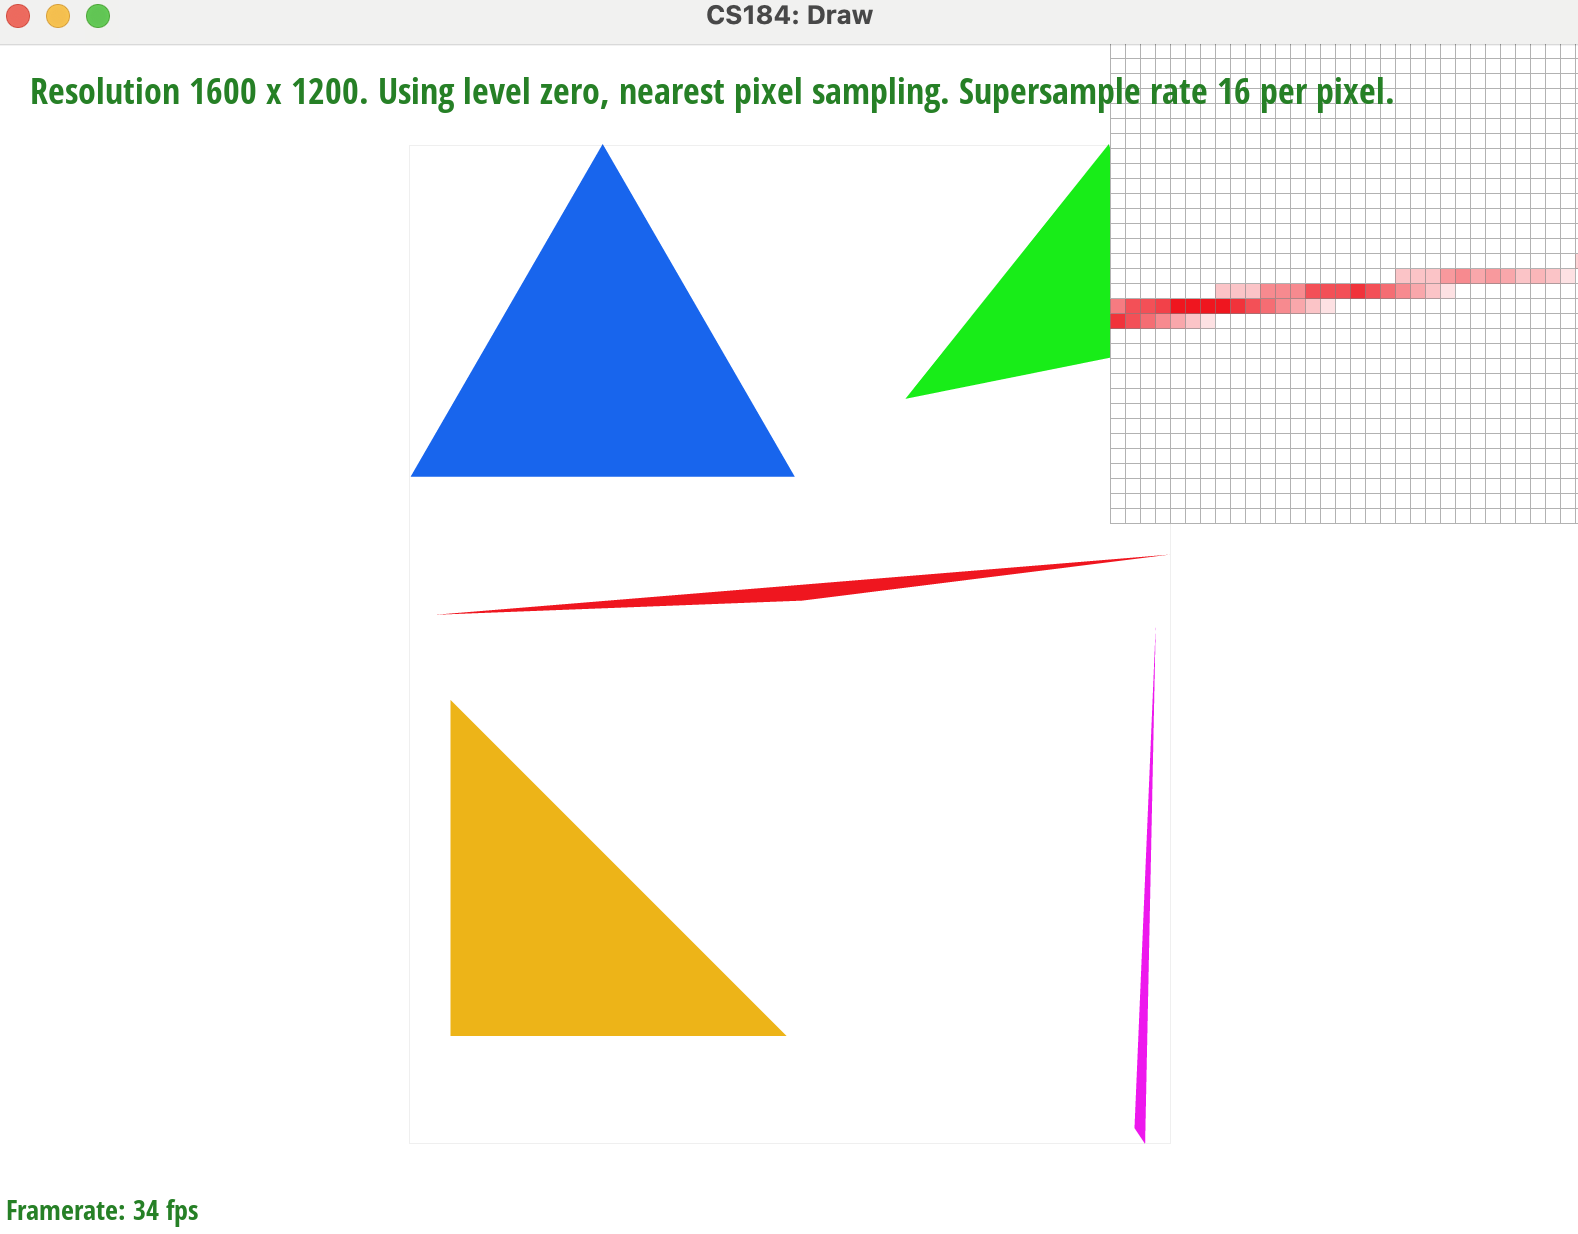 CS184: Draw
Resolution 1600 x 1200. Using level zero, nearest pixel sampling. Supersample rate 16 per pixel.
Framerate: 34 fps